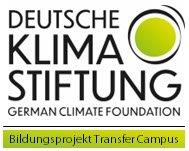 DEUTSCHE
KLIMA
STIFTUNG
GERMAN CLIMATE FOUNDATION
Bildungsprojekt Transfer Campus